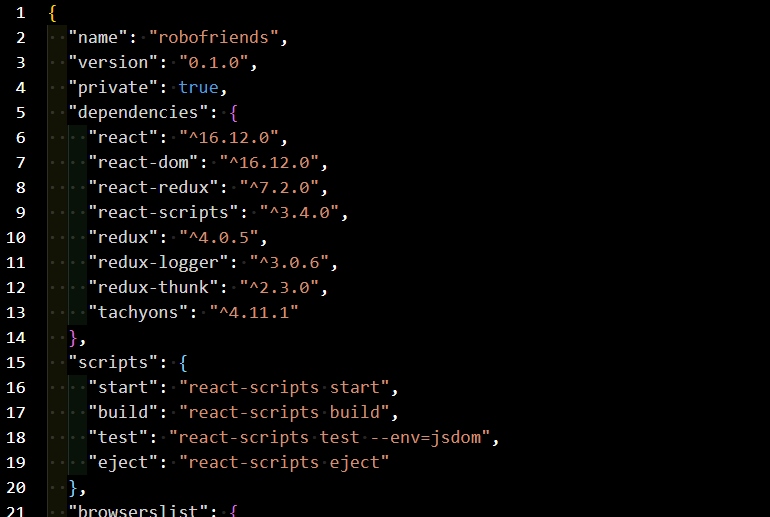 1 {
2 "name": "robofriends",
3 "version": "0.1.0",
4 "private": true,
5 "dependencies": {
6 "react": "^16.12.0",
7 "react-dom": "^16.12.0",
8 "react-redux": "^7.2.0",
9 "react-scripts": "^3.4.0",
10 "redux": "^4.0.5",
11 "redux-logger": "^3.0.6",
12 "redux-thunk": "^2.3.0",
13 "tachyons": "^4.11.1"
14 },
15 "scripts": {
16 "start": "react-scripts start",
17 "build": "react-scripts build",
18 "test": "react-scripts test --env=jsdom",
19 "eject": "react-scripts eject"
20 },
21 "browserslist": {